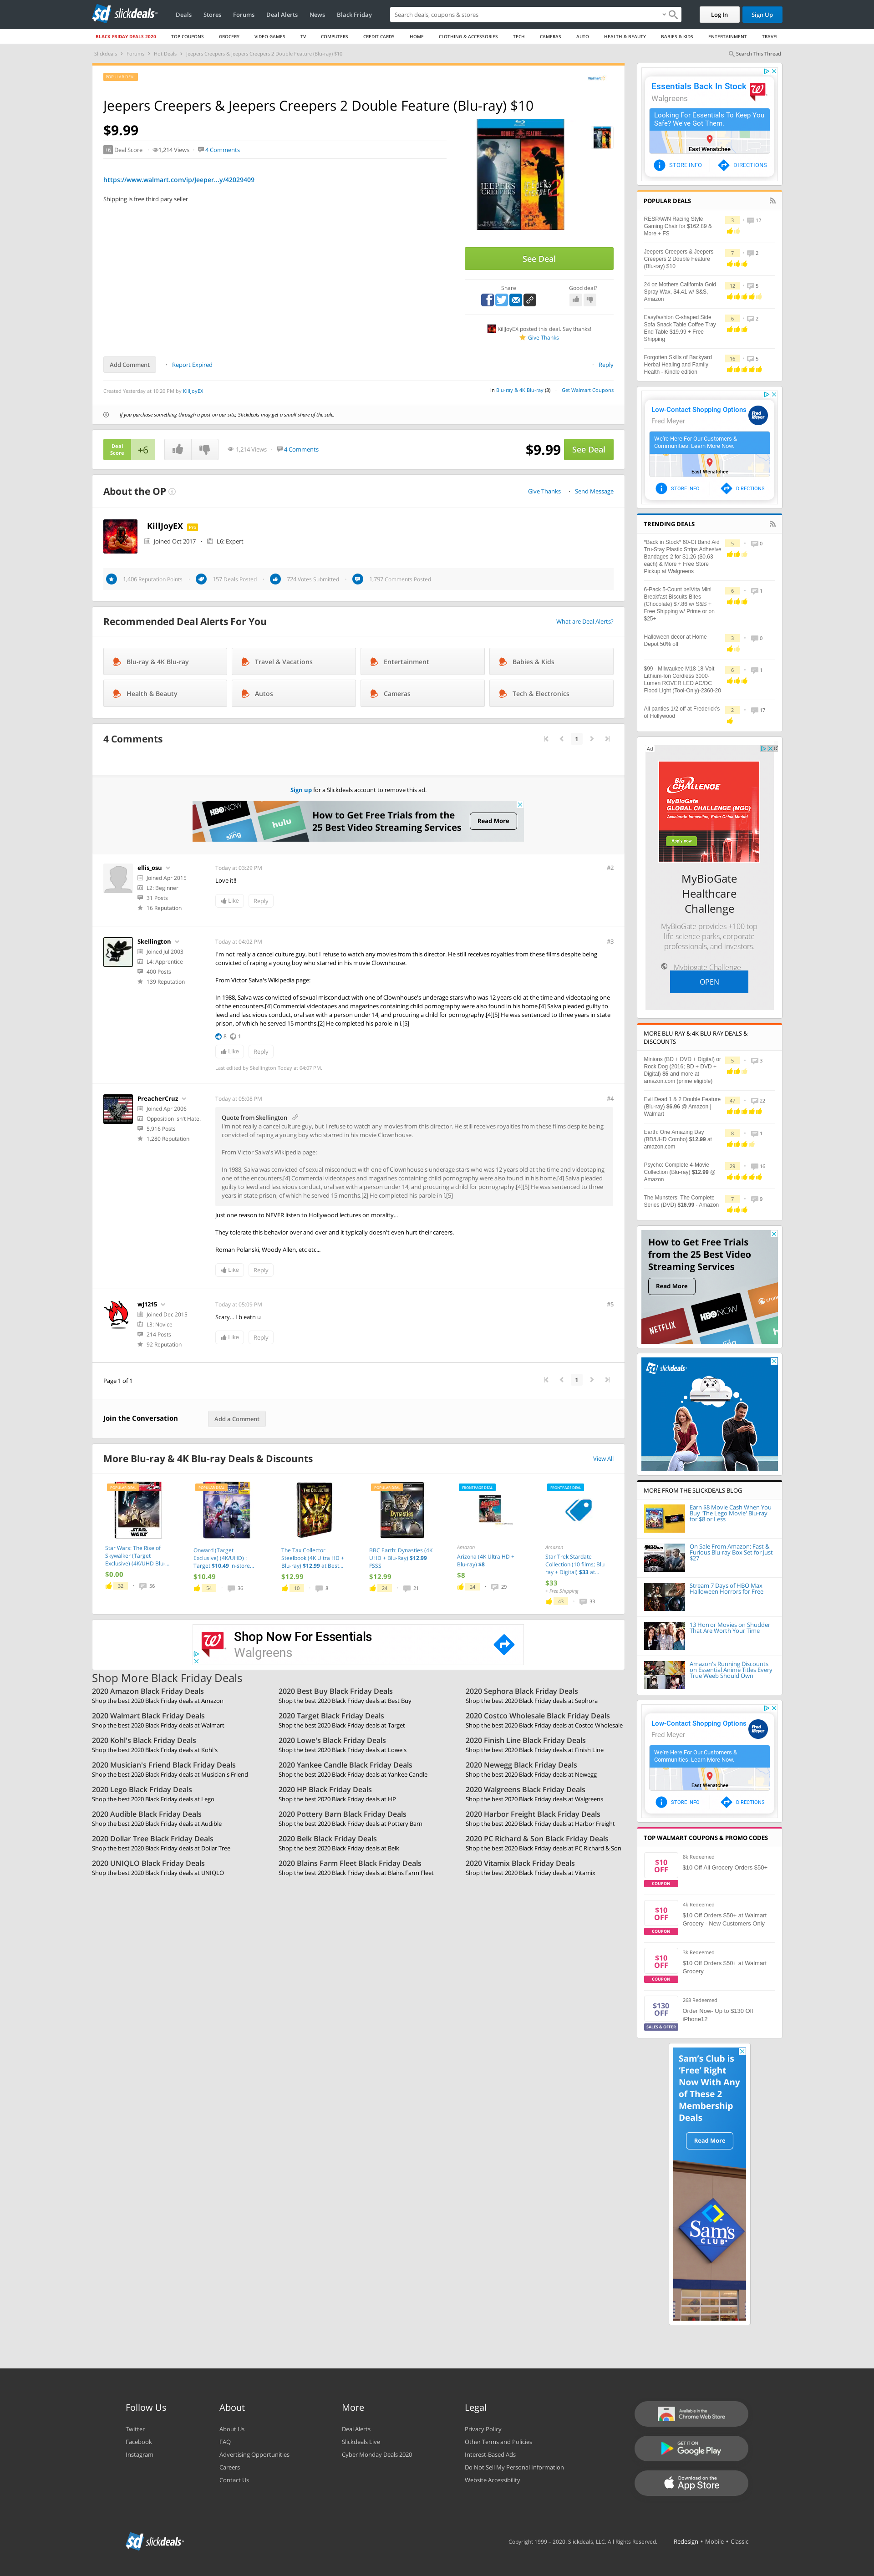 slickdeals
Deals Stores Forums Deal Alerts News Black Friday
Search deals, coupons & stores
Log In Sign Up
BLACK FRIDAY DEALS 2020 TOP COUPONS GROCERY VIDEO GAMES TV COMPUTERS CREDIT CARDS HOME CLOTHING & ACCESSORIES TECH CAMERAS AUTO HEALTH & BEAUTY BABIES & KIDS ENTERTAINMENT TRAVEL
Slickdeals Forums Hot Deals Jeepers Creepers & Jeepers Creepers 2 Double Feature (Blu-ray) $10
Search This Thread
POPULAR DEAL
Walmart
Jeepers Creepers & Jeepers Creepers 2 Double Feature (Blu-ray) $10
$9.99
+6 Deal Score 1,214 Views 4 Comments
https://www.walmart.com/ip/Jeeper...y/42029409
Shipping is free third pary seller
See Deal
Share Good deal?
KillJoyEX posted this deal. Say thanks!
Give Thanks
Add Comment Report Expired Reply
Created Yesterday at 10:20 PM by KillJoyEX
in Blu-ray & 4K Blu-ray (3) Get Walmart Coupons
If you purchase something through a post on our site, Slickdeals may get a small share of the sale.
Deal Score +6
1,214 Views 4 Comments
$9.99 See Deal
About the OP
Give Thanks Send Message
KillJoyEX Pro
Joined Oct 2017 L6: Expert
1,406 Reputation Points 157 Deals Posted 724 Votes Submitted 1,797 Comments Posted
Recommended Deal Alerts For You
What are Deal Alerts?
Blu-ray & 4K Blu-ray Travel & Vacations Entertainment Babies & Kids
Health & Beauty Autos Cameras Tech & Electronics
4 Comments
1
Sign up for a Slickdeals account to remove this ad.
HBO NOW sling hulu
How to Get Free Trials from the
25 Best Video Streaming Services
Read More
ellis_osu
Joined Apr 2015
L2: Beginner
31 Posts
16 Reputation
Today at 03:29 PM #2
Love it!!
Like Reply
Skellington
Joined Jul 2003
L4: Apprentice
400 Posts
139 Reputation
Today at 04:02 PM #3
I'm not really a cancel culture guy, but I refuse to watch any movies from this director. He still receives royalties from these films despite being
convicted of raping a young boy who starred in his movie Clownhouse.
From Victor Salva's Wikipedia page:
In 1988, Salva was convicted of sexual misconduct with one of Clownhouse's underage stars who was 12 years old at the time and videotaping one
of the encounters.[4] Commercial videotapes and magazines containing child pornography were also found in his home.[4] Salva pleaded guilty to
lewd and lascivious conduct, oral sex with a person under 14, and procuring a child for pornography.[4][5] He was sentenced to three years in state
prison, of which he served 15 months.[2] He completed his parole in i.[5]
8 1
Like Reply
Last edited by Skellington Today at 04:07 PM
PreacherCruz
Joined Apr 2006
Opposition isn't Hate.
5,916 Posts
1,280 Reputation
Today at 05:08 PM #4
Quote from Skellington
I'm not really a cancel culture guy, but I refuse to watch any movies from this director. He still receives royalties from these films despite being
convicted of raping a young boy who starred in his movie Clownhouse.
From Victor Salva's Wikipedia page:
In 1988, Salva was convicted of sexual misconduct with one of Clownhouse's underage stars who was 12 years old at the time and videotaping
one of the encounters.[4] Commercial videotapes and magazines containing child pornography were also found in his home.[4] Salva pleaded
guilty to lewd and lascivious conduct, oral sex with a person under 14, and procuring a child for pornography.[4][5] He was sentenced to three
years in state prison, of which he served 15 months.[2] He completed his parole in i.[5]
Just one reason to NEVER listen to Hollywood lectures on morality...
They tolerate this behavior over and over and it typically doesn't even hurt their careers.
Roman Polanski, Woody Allen, etc etc...
Like Reply
wj1215
Joined Dec 2015
L3: Novice
214 Posts
92 Reputation
Today at 05:09 PM #5
Scary... I b eatn u
Like Reply
Page 1 of 1
1
Join the Conversation Add a Comment
More Blu-ray & 4K Blu-ray Deals & Discounts View All
Star Wars: The Rise of Skywalker (Target Exclusive) (4K/UHD Blu-...
$0.00
32 56
Onward (Target Exclusive) (4K/UHD) : Target $10.49 in-store...
$10.49
54 36
The Tax Collector Steelbook (4K Ultra HD + Blu-ray) $12.99 at Best...
$12.99
10 8
BBC Earth: Dynasties (4K UHD + Blu-Ray) $12.99 FSSS
$12.99
24 21
FRONTPAGE DEAL
Amazon
Arizona (4K Ultra HD + Blu-ray) $8
$8
24 29
FRONTPAGE DEAL
Amazon
Star Trek Stardate Collection (10 films; Blu ray + Digital) $33 at...
$33
+ Free Shipping
43 33
Shop Now For Essentials
Walgreens
Shop More Black Friday Deals
2020 Amazon Black Friday Deals
Shop the best 2020 Black Friday deals at Amazon
2020 Best Buy Black Friday Deals
Shop the best 2020 Black Friday deals at Best Buy
2020 Sephora Black Friday Deals
Shop the best 2020 Black Friday deals at Sephora
2020 Walmart Black Friday Deals
Shop the best 2020 Black Friday deals at Walmart
2020 Target Black Friday Deals
Shop the best 2020 Black Friday deals at Target
2020 Costco Wholesale Black Friday Deals
Shop the best 2020 Black Friday deals at Costco Wholesale
2020 Kohl's Black Friday Deals
Shop the best 2020 Black Friday deals at Kohl's
2020 Lowe's Black Friday Deals
Shop the best 2020 Black Friday deals at Lowe's
2020 Finish Line Black Friday Deals
Shop the best 2020 Black Friday deals at Finish Line
2020 Musician's Friend Black Friday Deals
Shop the best 2020 Black Friday deals at Musician's Friend
2020 Yankee Candle Black Friday Deals
Shop the best 2020 Black Friday deals at Yankee Candle
2020 Newegg Black Friday Deals
Shop the best 2020 Black Friday deals at Newegg
2020 Lego Black Friday Deals
Shop the best 2020 Black Friday deals at Lego
2020 HP Black Friday Deals
Shop the best 2020 Black Friday deals at HP
2020 Walgreens Black Friday Deals
Shop the best 2020 Black Friday deals at Walgreens
2020 Audible Black Friday Deals
Shop the best 2020 Black Friday deals at Audible
2020 Pottery Barn Black Friday Deals
Shop the best 2020 Black Friday deals at Pottery Barn
2020 Harbor Freight Black Friday Deals
Shop the best 2020 Black Friday deals at Harbor Freight
2020 Dollar Tree Black Friday Deals
Shop the best 2020 Black Friday deals at Dollar Tree
2020 Belk Black Friday Deals
Shop the best 2020 Black Friday deals at Belk
2020 PC Richard & Son Black Friday Deals
Shop the best 2020 Black Friday deals at PC Richard & Son
2020 UNIQLO Black Friday Deals
Shop the best 2020 Black Friday deals at UNIQLO
2020 Blains Farm Fleet Black Friday Deals
Shop the best 2020 Black Friday deals at Blains Farm Fleet
2020 Vitamix Black Friday Deals
Shop the best 2020 Black Friday deals at Vitamix
Essentials Back In Stock
Walgreens
Looking For Essentials To Keep You
Safe? We've Got Them.
East Wenatchee
STORE INFO DIRECTIONS
POPULAR DEALS
RESPAWN Racing Style Gaming Chair for $162.89 & More + FS
3 12
Jeepers Creepers & Jeepers Creepers 2 Double Feature (Blu-ray) $10
7 2
24 oz Mothers California Gold Spray Wax, $4.41 w/ S&S, Amazon
12 5
Easyfashion C-shaped Side Sofa Snack Table Coffee Tray End Table $19.99 + Free Shipping
6 2
Forgotten Skills of Backyard Herbal Healing and Family Health - Kindle edition
16 5
Low-Contact Shopping Options
Fred Meyer
We're Here For Our Customers &
Communities. Learn More Now.
East Wenatchee
STORE INFO DIRECTIONS
TRENDING DEALS
*Back in Stock* 60-Ct Band Aid Tru-Stay Plastic Strips Adhesive Bandages 2 for $1.26 ($0.63 each) & More + Free Store Pickup at Walgreens
5 0
6-Pack 5-Count belVita Mini Breakfast Biscuits Bites (Chocolate) $7.86 w/ S&S + Free Shipping w/ Prime or on $25+
6 1
Halloween decor at Home Depot 50% off
3 0
$99 - Milwaukee M18 18-Volt Lithium-Ion Cordless 3000-Lumen ROVER LED AC/DC Flood Light (Tool-Only)-2360-20
6 1
All panties 1/2 off at Frederick's of Hollywood
2 17
Ad
Bio CHALLENGE
MyBioGate
GLOBAL CHALLENGE (MGC)
Accelerate Innovation, Enter China Market
Apply now
MyBioGate
Healthcare
Challenge
MyBioGate provides +100 top
life science parks, corporate
professionals, and investors.
Mybiogate Challenge
OPEN
MORE BLU-RAY & 4K BLU-RAY DEALS &
DISCOUNTS
Minions (BD + DVD + Digital) or Rock Dog (2016; BD + DVD + Digital) $5 and more at amazon.com (prime eligible)
5 3
Evil Dead 1 & 2 Double Feature (Blu-ray) $6.96 @ Amazon | Walmart
47 22
Earth: One Amazing Day (BD/UHD Combo) $12.99 at amazon.com
8 1
Psycho: Complete 4-Movie Collection (Blu-ray) $12.99 @ Amazon
29 16
The Munsters: The Complete Series (DVD) $16.99 - Amazon
7 9
How to Get Free Trials
from the 25 Best Video
Streaming Services
Read More
NETFLIX HBO NOW hulu
slickdeals
MORE FROM THE SLICKDEALS BLOG
Earn $8 Movie Cash When You Buy 'The Lego Movie' Blu-ray for $8 or Less
On Sale From Amazon: Fast & Furious Blu-ray Box Set for Just $27
Stream 7 Days of HBO Max Halloween Horrors for Free
13 Horror Movies on Shudder That Are Worth Your Time
Amazon's Running Discounts on Essential Anime Titles Every True Weeb Should Own
Low-Contact Shopping Options
Fred Meyer
We're Here For Our Customers &
Communities. Learn More Now.
East Wenatchee
STORE INFO DIRECTIONS
TOP WALMART COUPONS & PROMO CODES
$10 OFF COUPON
8k Redeemed
$10 Off All Grocery Orders $50+
$10 OFF COUPON
4k Redeemed
$10 Off Orders $50+ at Walmart Grocery - New Customers Only
$10 OFF COUPON
3k Redeemed
$10 Off Orders $50+ at Walmart Grocery
$130 OFF SALES & OFFER
268 Redeemed
Order Now- Up to $130 Off iPhone12
Sam's Club is
'Free' Right
Now With Any
of These 2
Membership
Deals
Read More
Sam's CLUB
Follow Us
Twitter
Facebook
Instagram
About
About Us
FAQ
Advertising Opportunities
Careers
Contact Us
More
Deal Alerts
Slickdeals Live
Cyber Monday Deals 2020
Legal
Privacy Policy
Other Terms and Policies
Interest-Based Ads
Do Not Sell My Personal Information
Website Accessibility
Available in the
Chrome Web Store
GET IT ON
Google Play
Download on the
App Store
slickdeals
Copyright 1999 – 2020. Slickdeals, LLC. All Rights Reserved. Redesign • Mobile • Classic